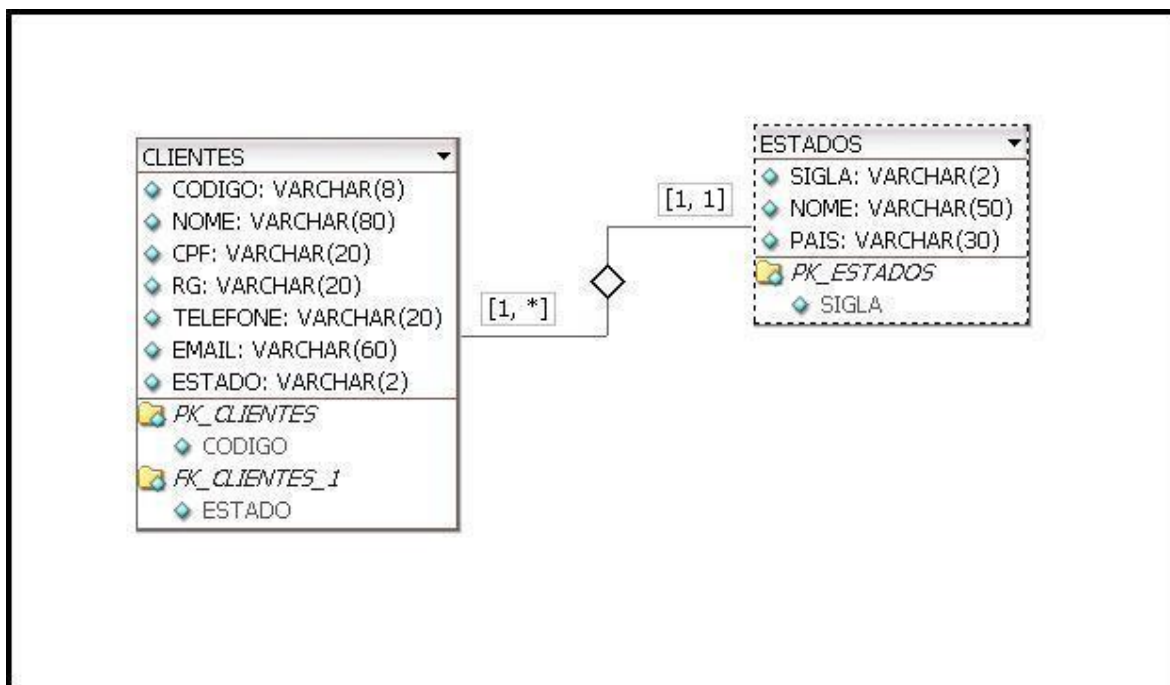 CLIENTES
CODIGO: VARCHAR(8)
NOME: VARCHAR(80)
CPF: VARCHAR(20)
RG: VARCHAR(20)
TELEFONE: VARCHAR(20)
EMAIL: VARCHAR(60)
ESTADO: VARCHAR(2)
PK_CLIENTES
CODIGO
FK_CLIENTES_1
ESTADO
[1, *]
[1, 1]
ESTADOS
SIGLA: VARCHAR(2)
NOME: VARCHAR(50)
PAIS: VARCHAR(30)
PK_ESTADOS
SIGLA